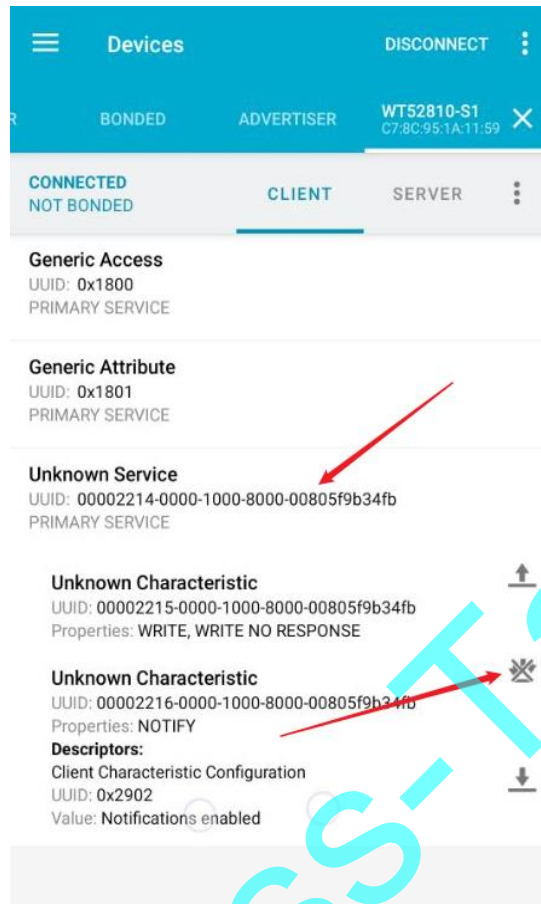 Devices
DISCONNECT
R
BONDED
ADVERTISER
WT52810-S1
C7:8C:95:1A:11:59
CONNECTED
NOT BONDED
CLIENT
SERVER
Generic Access
UUID: 0x1800
PRIMARY SERVICE
Generic Attribute
UUID: 0x1801
PRIMARY SERVICE
Unknown Service
UUID: 00002214-0000-1000-8000-00805f9b34fb
PRIMARY SERVICE
Unknown Characteristic
UUID: 00002215-0000-1000-8000-00805f9b34fb
Properties: WRITE, WRITE NO RESPONSE
Unknown Characteristic
UUID: 00002216-0000-1000-8000-00805f9b34fb
Properties: NOTIFY
Descriptors:
Client Characteristic Configuration
UUID: 0x2902
Value: Notifications enabled